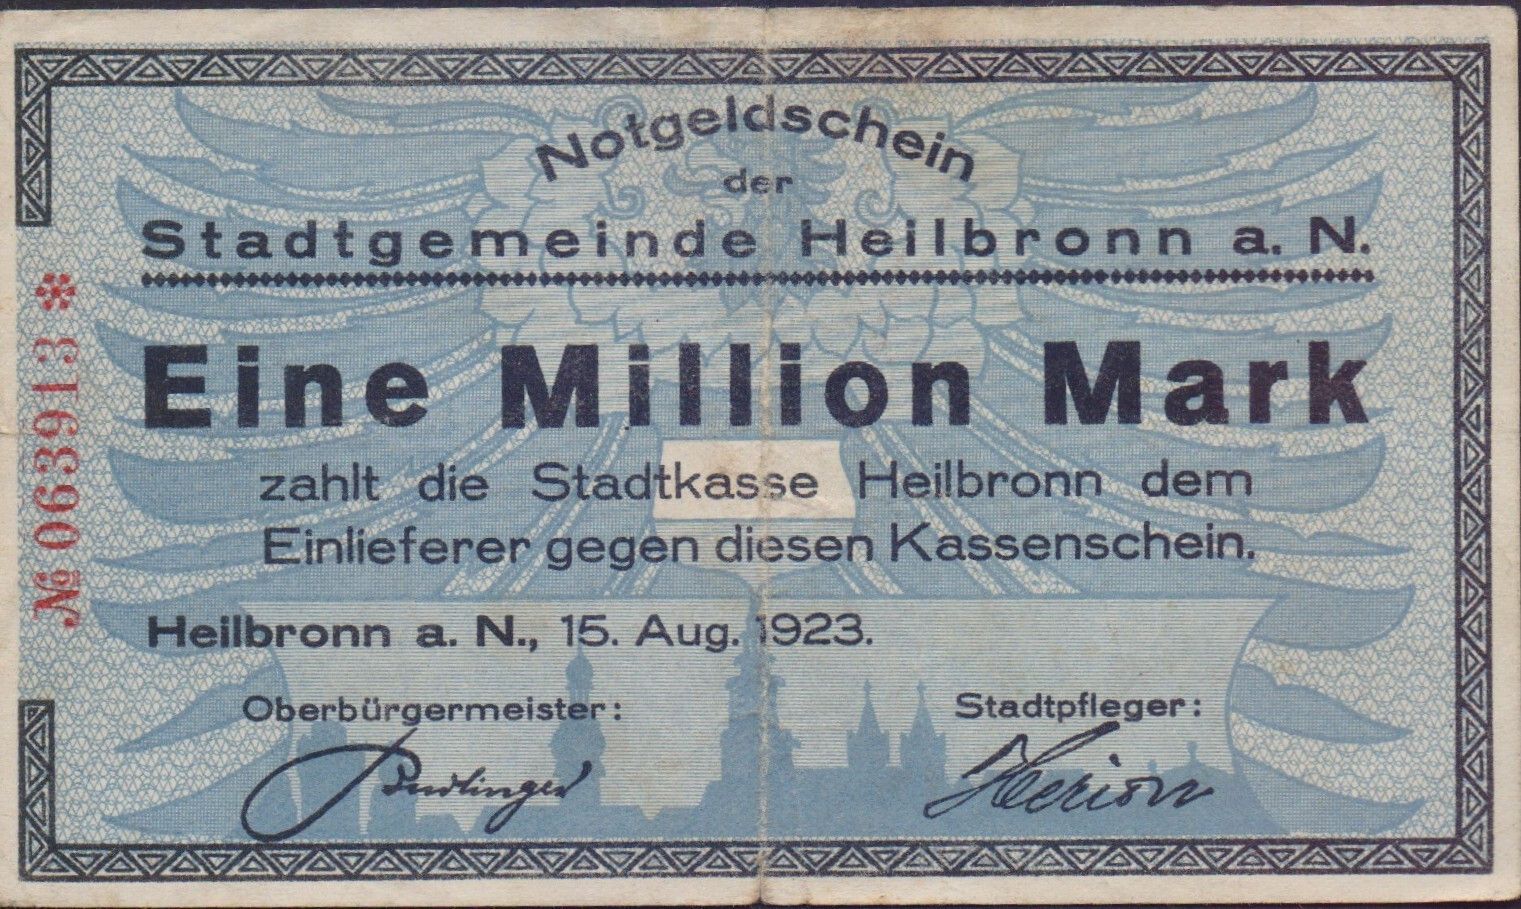 Notgeldschein
der
Stadtgemeinde Heilbronn a. N.
Eine Million Mark
zahlt die Stadtkasse Heilbronn dem
Einlieferer gegen diesen Kassenschein.
Heilbronn a. N., 15. Aug. 1923.
Oberbürgermeister:
Stadtpfleger:
Herion
№ 063913 *